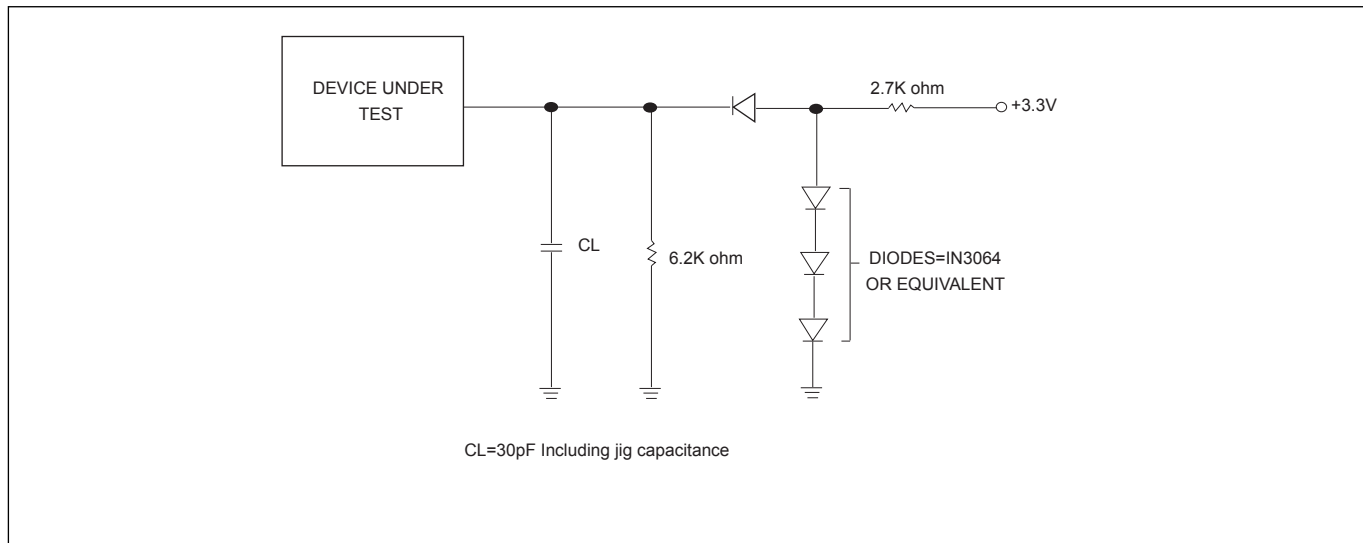 DEVICE UNDER
TEST
2.7K ohm
+3.3V
CL
6.2K ohm
DIODES=IN3064
OR EQUIVALENT
CL=30pF Including jig capacitance